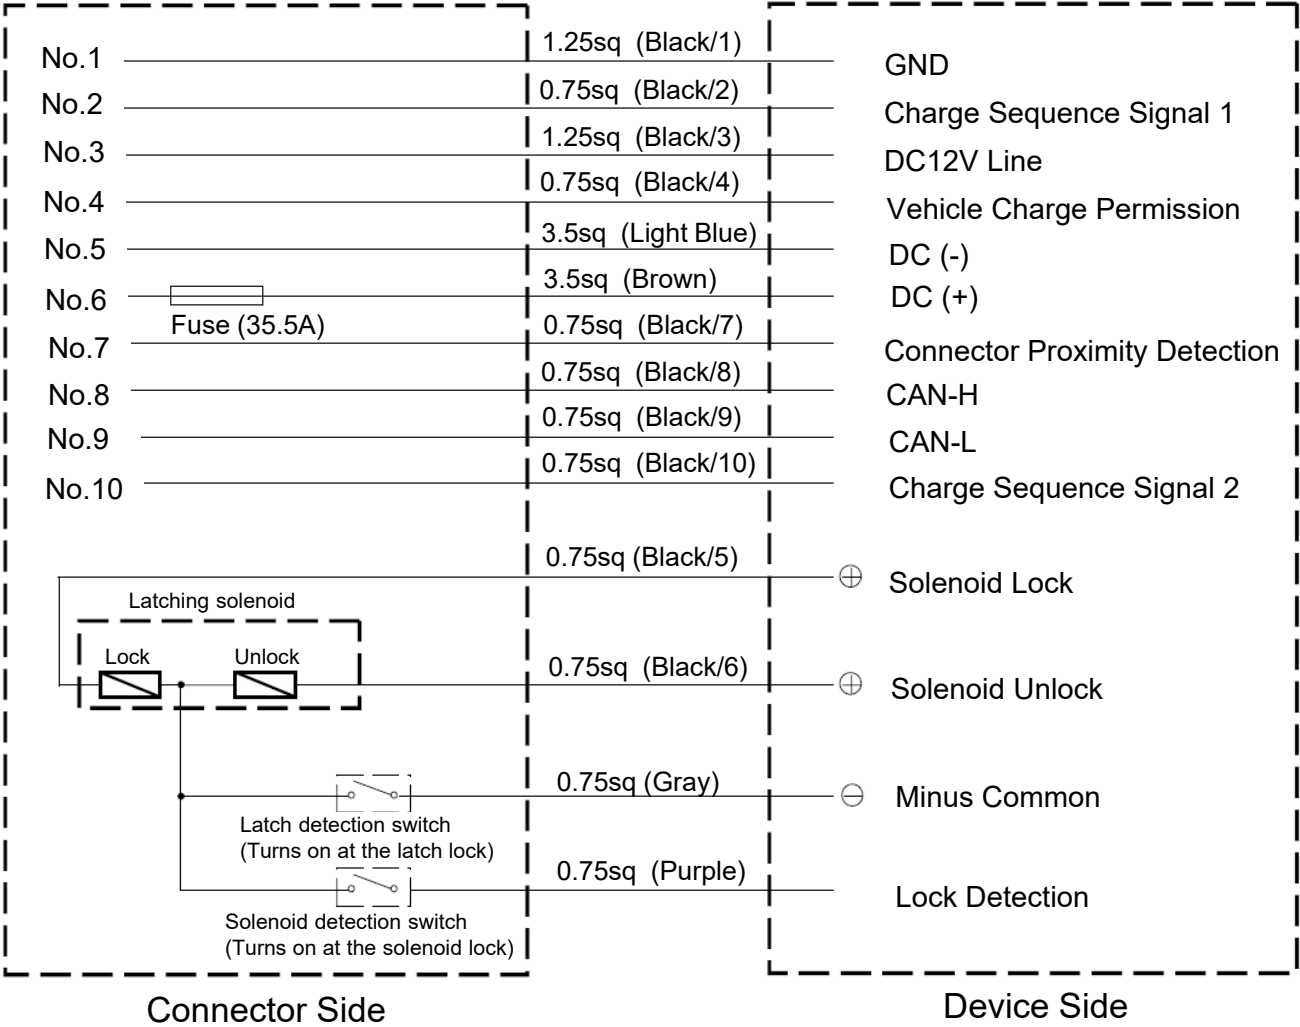 No.1 1.25sq (Black/1) GND
No.2 0.75sq (Black/2) Charge Sequence Signal 1
No.3 1.25sq (Black/3) DC12V Line
No.4 0.75sq (Black/4) Vehicle Charge Permission
No.5 3.5sq (Light Blue) DC (-)
No.6 3.5sq (Brown) DC (+)
Fuse (35.5A)
No.7 0.75sq (Black/7) Connector Proximity Detection
No.8 0.75sq (Black/8) CAN-H
No.9 0.75sq (Black/9) CAN-L
No.10 0.75sq (Black/10) Charge Sequence Signal 2
0.75sq (Black/5) Solenoid Lock
Latching solenoid
Lock Unlock
0.75sq (Black/6) Solenoid Unlock
0.75sq (Gray) Minus Common
Latch detection switch
(Turns on at the latch lock)
0.75sq (Purple) Lock Detection
Solenoid detection switch
(Turns on at the solenoid lock)
Connector Side Device Side